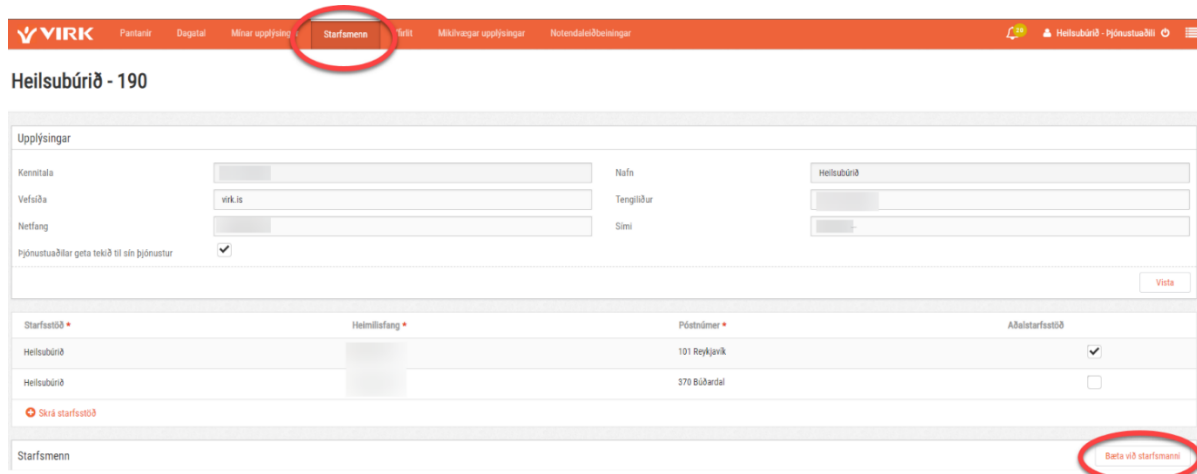 VIRK Pantanir Dagatal Mínar upplýsingar Starfsmenn Mikilvægar upplýsingar Notendaleiðbeiningar Heilsubúrið - Þjónustuaðili
Heilsubúrið - 190
Upplýsingar
Kennitala Nafn Heilsubúrið
Vefsíða virk.is Tengiliður
Netfang Sími
Þjónustuaðilar geta tekið til sín þjónustur
Vista
Starfsstöð * Heimilisfang * Póstnúmer * Aðalstarfsstöð
Heilsubúrið 101 Reykjavík
Heilsubúrið 370 Búðardal
Skrá starfsstöð
Starfsmenn Bæta við starfsmanni